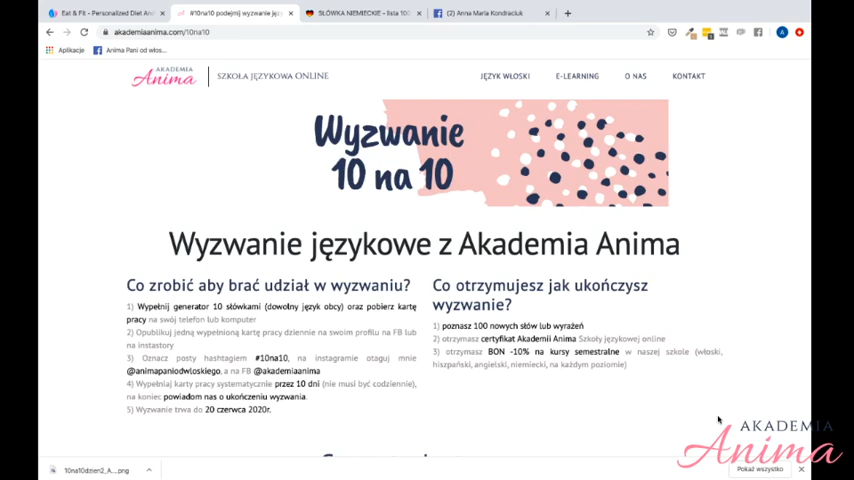 Eat & Fit - Personalized Diet An
#10na10 podejmij wyzwanie języ
SŁÓWKA NIEMIECKIE – lista 100
(2) Anna Maria Kondraciuk
akademiaanima.com/10na10
Aplikacje
Anima Pani od włos...
AKADEMIA
Anima
SZKOŁA JĘZYKOWA ONLINE
JĘZYK WŁOSKI
E-LEARNING
O NAS
KONTAKT
Wyzwanie
10 na 10
Wyzwanie językowe z Akademia Anima
Co zrobić aby brać udział w wyzwaniu?
1) Wypełnij generator 10 słówkami (dowolny język obcy) oraz pobierz kartę
pracy na swój telefon lub komputer
2) Opublikuj jedną wypełnioną kartę pracy dziennie na swoim profilu na FB lub
na instastory
3) Oznacz posty hashtagiem #10na10, na instagramie otaguj mnie
@animapaniodwloskiego, a na FB @akademiaanima
4) Wypełniaj karty pracy systematycznie przez 10 dni (nie musi być codziennie),
na koniec powiadom nas o ukończeniu wyzwania.
5) Wyzwanie trwa do 20 czerwca 2020r.
Co otrzymujesz jak ukończysz
wyzwanie?
1) poznasz 100 nowych słów lub wyrażeń
2) otrzymasz certyfikat Akademii Anima Szkoły językowej online
3) otrzymasz BON -10% na kursy semestralne w naszej szkole (włoski,
hiszpański, angielski, niemiecki, na każdym poziomie)
10na10dzien2_A....png
Pokaż wszystko
AKADEMIA
Anima